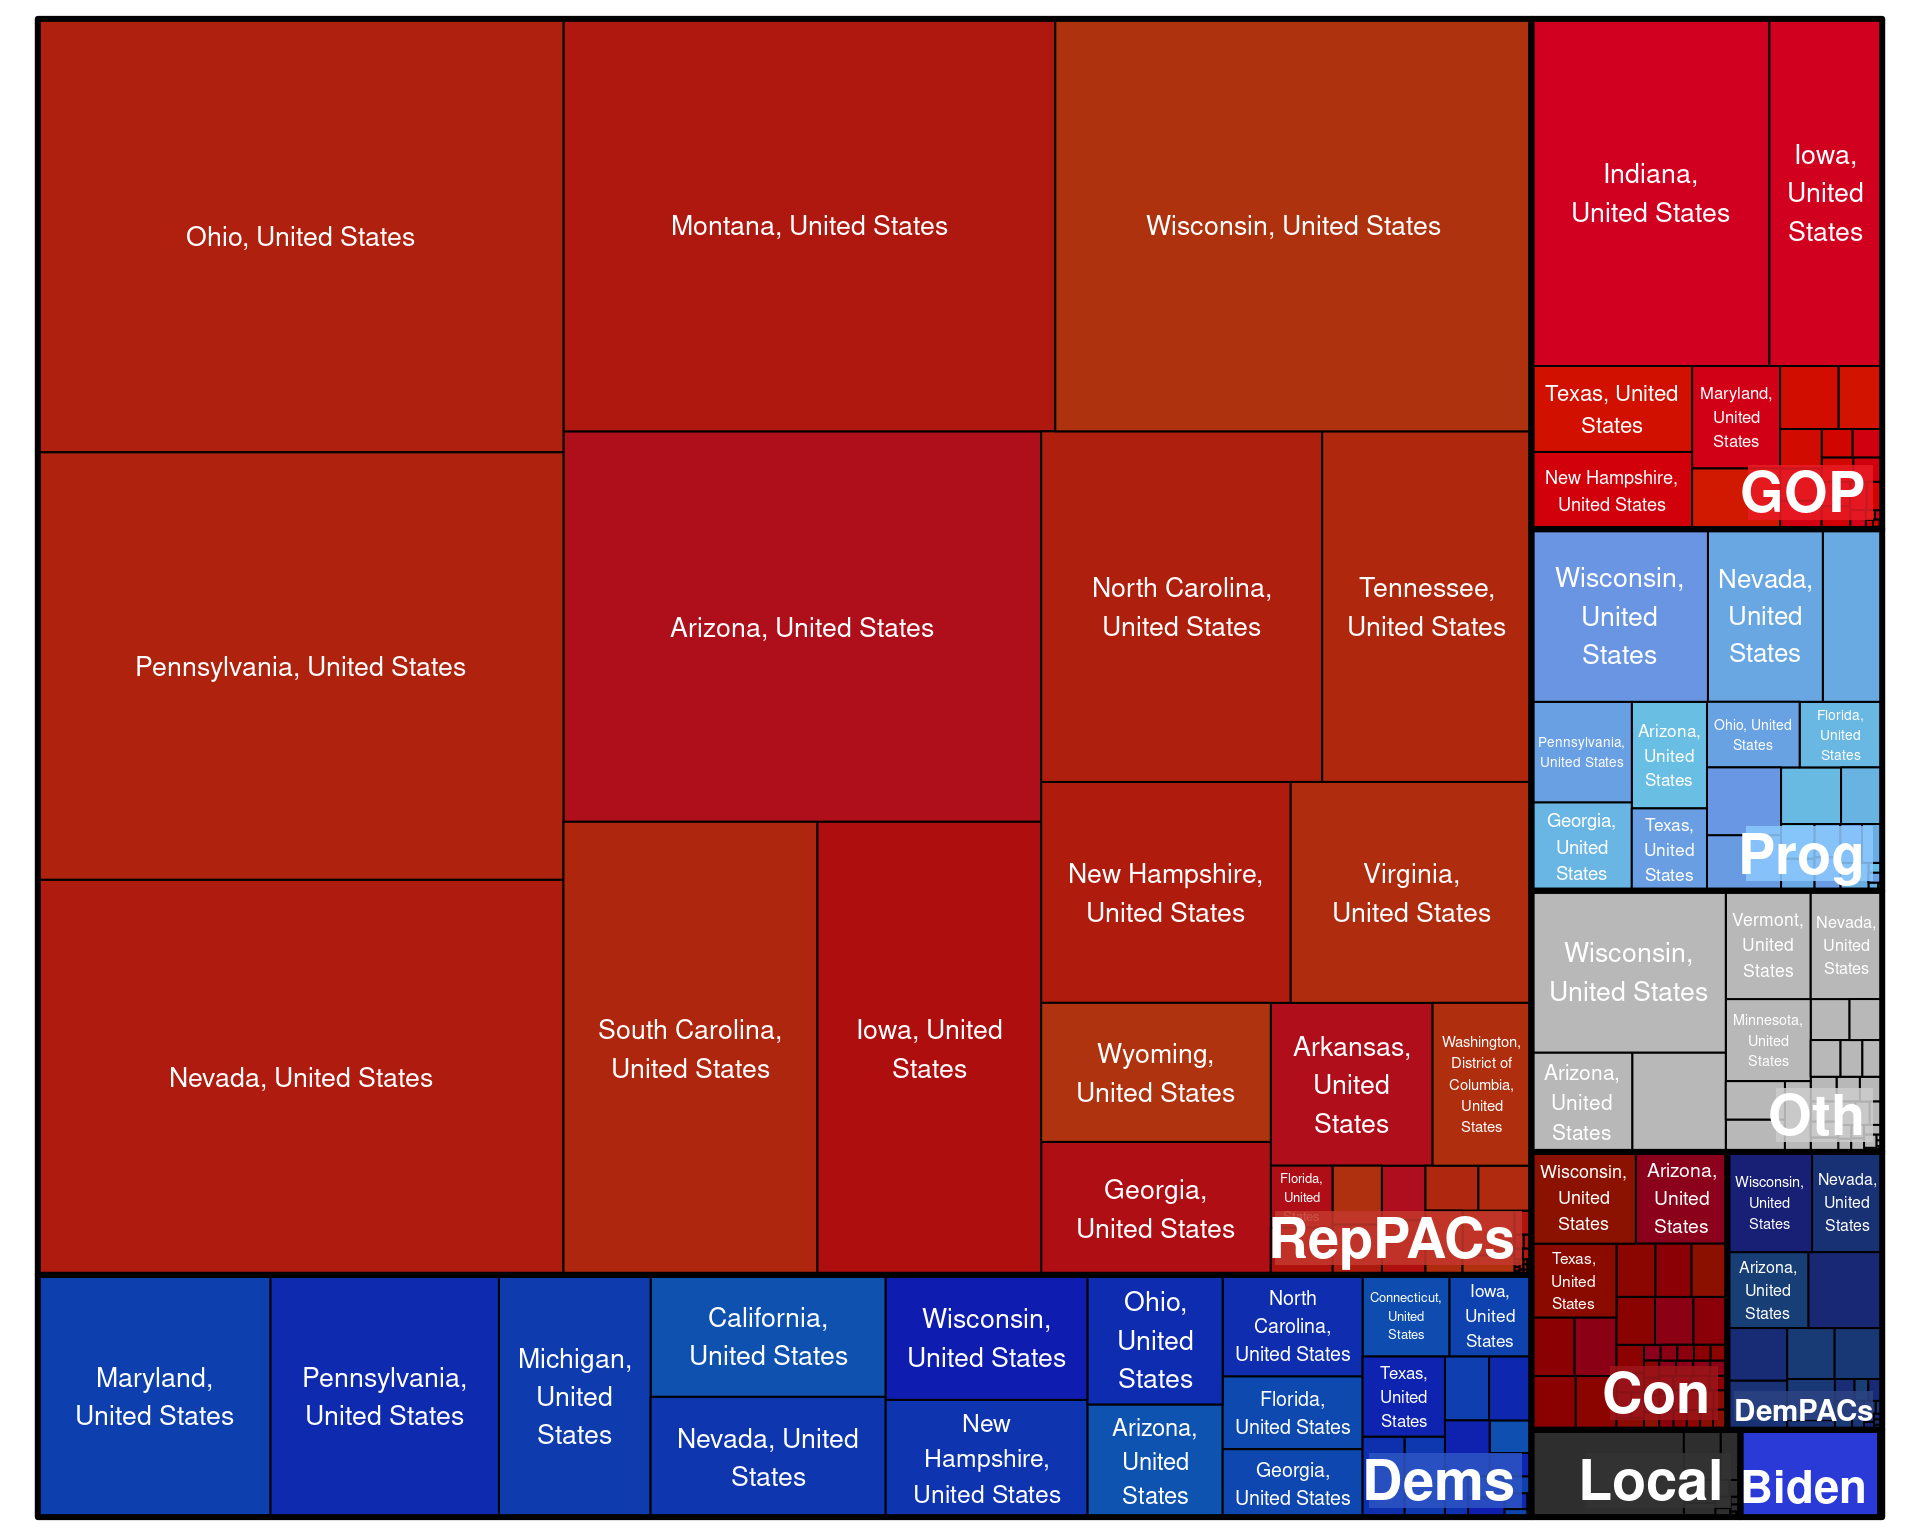 Ohio, United States
Montana, United States
Wisconsin, United States
Pennsylvania, United States
Arizona, United States
North Carolina,
United States
Tennessee,
United States
Nevada, United States
South Carolina,
United States
Iowa, United
States
New Hampshire,
United States
Virginia,
United States
Wyoming,
United States
Arkansas,
United
States
Washington,
District of
Columbia,
United
States
Georgia,
United States
Florida,
United
States
RepPACs
Maryland,
United States
Pennsylvania,
United States
Michigan,
United
States
California,
United States
Nevada, United
States
Wisconsin,
United States
New
Hampshire,
United States
Ohio,
United
States
Arizona,
United
States
North
Carolina,
United States
Florida,
United States
Georgia,
United States
Connecticut,
United
States
Iowa,
United
States
Texas,
United
States
Dems
Indiana,
United States
Iowa,
United
States
Texas, United
States
Maryland,
United
States
New Hampshire,
United States
GOP
Wisconsin,
United
States
Nevada,
United
States
Pennsylvania,
United States
Arizona,
United
States
Ohio, United
States
Florida,
United
States
Georgia,
United
States
Texas,
United
States
Prog
Wisconsin,
United States
Vermont,
United
States
Nevada,
United
States
Minnesota,
United
States
Arizona,
United
States
Oth
Wisconsin,
United
States
Arizona,
United
States
Texas,
United
States
Con
Wisconsin,
United
States
Nevada,
United
States
Arizona,
United
States
DemPACs
Local
Biden